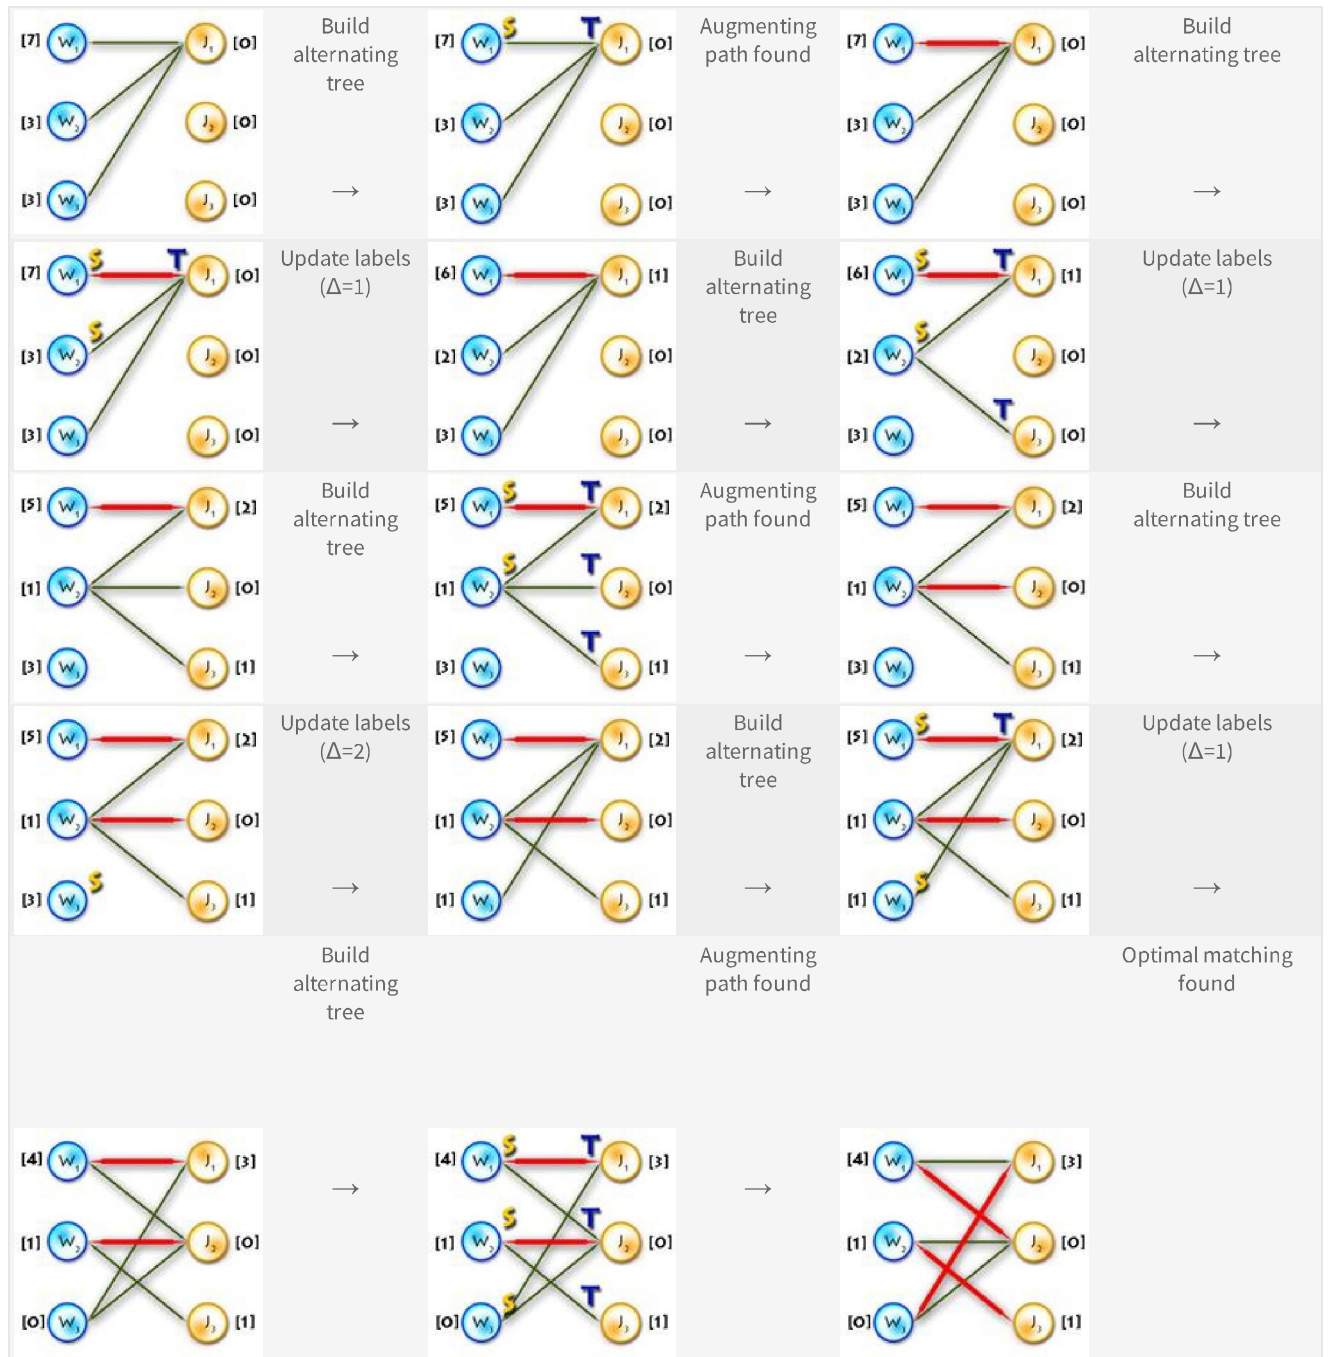 [7] W₁ J₁ [0]
[3] W₂ J₂ [0]
[3] W₃ J₃ [0]
Build
alternating
tree
→
[7] W₁ S T J₁ [0]
[3] W₂ J₂ [0]
[3] W₃ J₃ [0]
Augmenting
path found
→
[7] W₁ J₁ [0]
[3] W₂ J₂ [0]
[3] W₃ J₃ [0]
Build
alternating tree
→
[7] W₁ S T J₁ [0]
[3] W₂ S J₂ [0]
[3] W₃ J₃ [0]
Update labels
(Δ=1)
→
[6] W₁ J₁ [1]
[2] W₂ J₂ [0]
[3] W₃ J₃ [0]
Build
alternating
tree
→
[6] W₁ S T J₁ [1]
[2] W₂ S J₂ [0]
[3] W₃ T J₃ [0]
Update labels
(Δ=1)
→
[5] W₁ J₁ [2]
[1] W₂ J₂ [0]
[3] W₃ J₃ [1]
Build
alternating
tree
→
[5] W₁ S T J₁ [2]
[1] W₂ S T J₂ [0]
[3] W₃ T J₃ [1]
Augmenting
path found
→
[5] W₁ J₁ [2]
[1] W₂ J₂ [0]
[3] W₃ J₃ [1]
Build
alternating tree
→
[5] W₁ J₁ [2]
[1] W₂ J₂ [0]
[3] W₃ S J₃ [1]
Update labels
(Δ=2)
→
[5] W₁ J₁ [2]
[1] W₂ J₂ [0]
[1] W₃ J₃ [1]
Build
alternating
tree
→
[5] W₁ S T J₁ [2]
[1] W₂ J₂ [0]
[1] W₃ S J₃ [1]
Update labels
(Δ=1)
→
[4] W₁ J₁ [3]
[1] W₂ J₂ [0]
[0] W₃ J₃ [1]
Build
alternating
tree
→
[4] W₁ S T J₁ [3]
[1] W₂ S T J₂ [0]
[0] W₃ S T J₃ [1]
Augmenting
path found
→
[4] W₁ J₁ [3]
[1] W₂ J₂ [0]
[0] W₃ J₃ [1]
Optimal matching
found